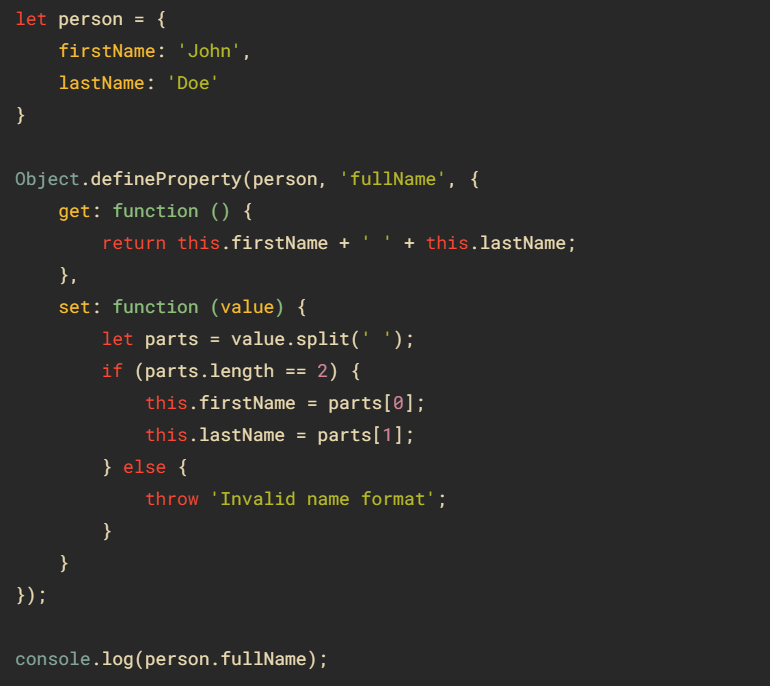 let person = {
    firstName: 'John',
    lastName: 'Doe'
}

Object.defineProperty(person, 'fullName', {
    get: function () {
        return this.firstName + ' ' + this.lastName;
    },
    set: function (value) {
        let parts = value.split(' ');
        if (parts.length == 2) {
            this.firstName = parts[0];
            this.lastName = parts[1];
        } else {
            throw 'Invalid name format';
        }
    }
});

console.log(person.fullName);